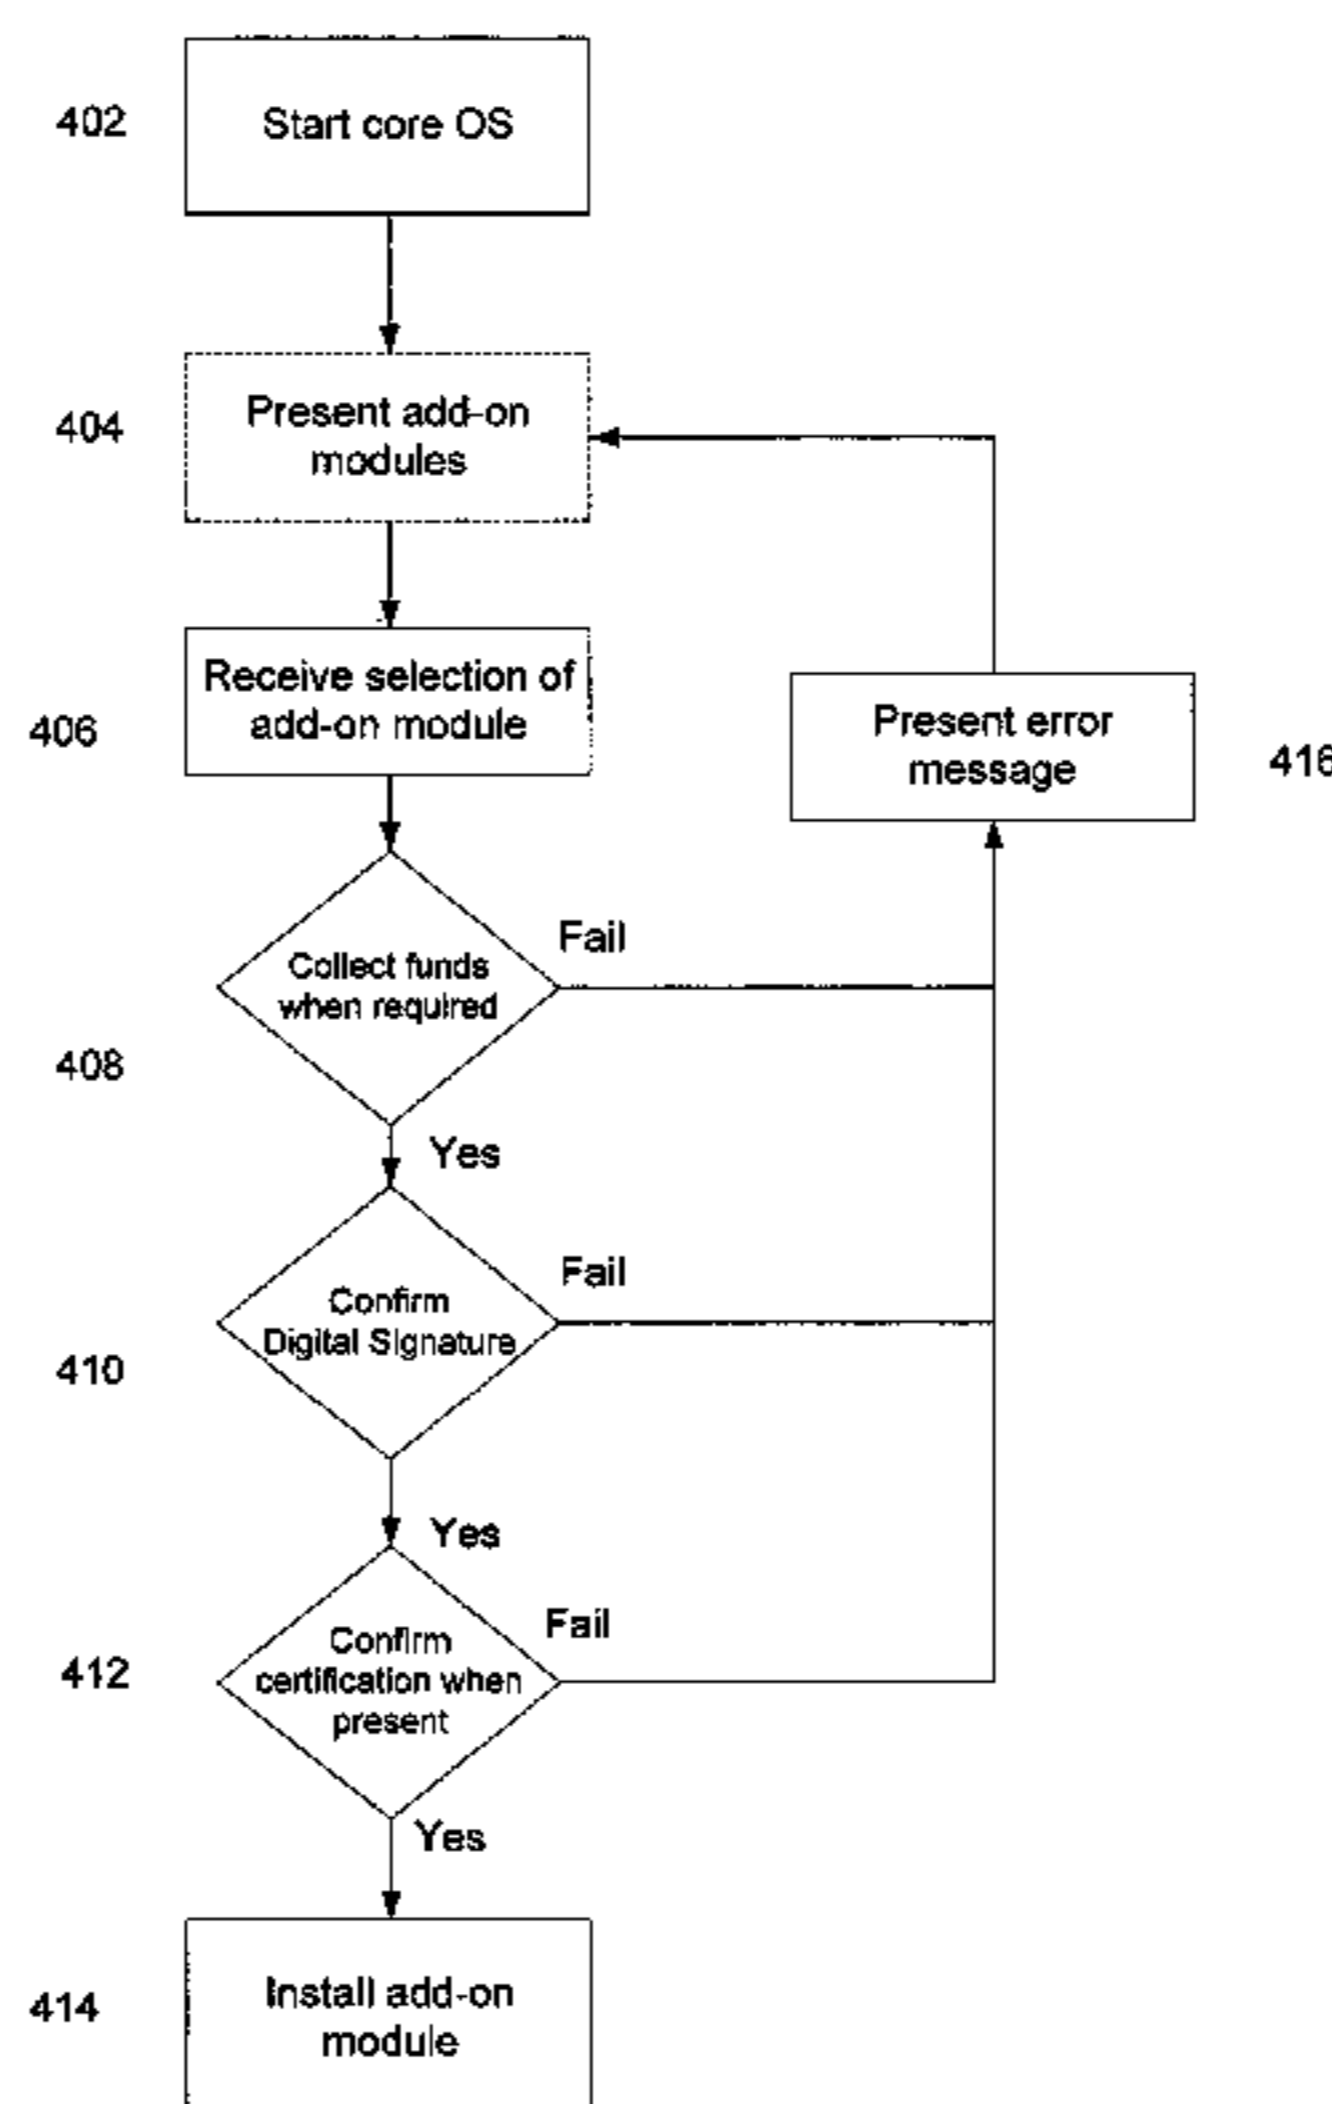 402
Start core OS
404
Present add-on
modules
406
Receive selection of
add-on module
Present error
message
416
Fail
Collect funds
when required
408
Yes
Fail
Confirm
Digital Signature
410
Yes
Fail
Confirm
certification when
present
412
Yes
414
Install add-on
module